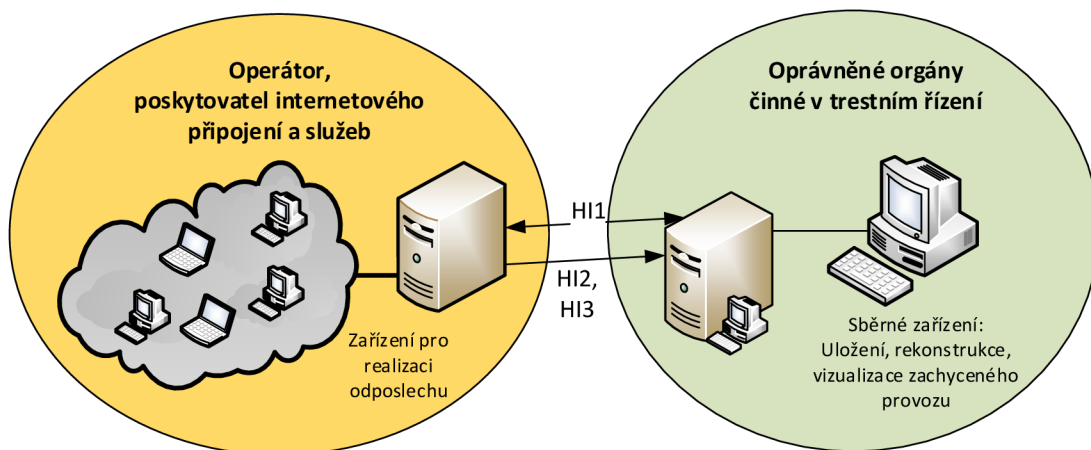 Operátor,
poskytovatel internetového
připojení a služeb
Oprávněné orgány
činné v trestním řízení
HI1
HI2,
HI3
Zařízení pro
realizaci
odposlechu
Sběrné zařízení:
Uložení, rekonstrukce,
vizualizace zachyceného
provozu